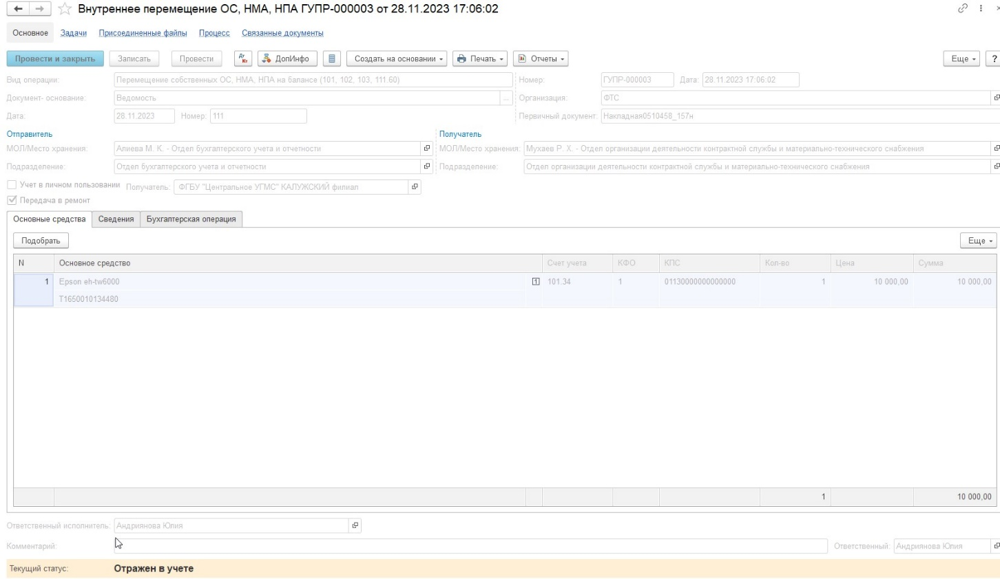 Внутреннее перемещение ОС, НМА, НПА ГУПР-000003 от 28.11.2023 17:06:02
Основное Задачи Присоединенные файлы Процесс Связанные документы
Провести и закрыть Записать Провести Дт Кт ДопИнфо Создать на основании Печать Отчеты Еще ?
Вид операции: Перемещение собственных ОС, НМА, НПА на балансе (101, 102, 103, 111.60) Номер: ГУПР-000003 Дата: 28.11.2023 17:06:02
Документ- основание: Ведомость ... Организация: ФТС
Дата: 28.11.2023 Номер: 111 Первичный документ: Накладная0510458_157н
Отправитель Получатель
МОЛ/Место хранения: Алиева М. К. - Отдел бухгалтерского учета и отчетности МОЛ/Место хранения: Мухаев Р. Х. - Отдел организации деятельности контрактной службы и материально-технического снабжения
Подразделение: Отдел бухгалтерского учета и отчетности Подразделение: Отдел организации деятельности контрактной службы и материально-технического снабжения
Учет в личном пользовании Получатель: ФГБУ "Центральное УГМС" КАЛУЖСКИЙ филиал
Передача в ремонт
Основные средства Сведения Бухгалтерская операция
Подобрать Еще
N Основное средство Счет учета КФО КПС Кол-во Цена Сумма
1 Epson eh-tw6000 1 101.34 1 01130000000000000 1 10 000,00 10 000,00
Т1650010134480
1 10 000,00
Ответственный исполнитель: Андриянова Юлия
Комментарий: Ответственный: Андриянова Юлия
Текущий статус: Отражен в учете